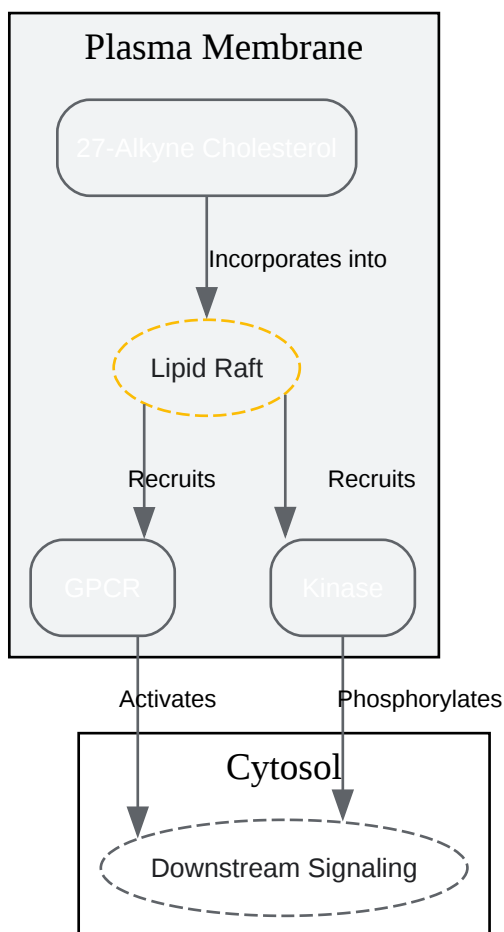 Plasma Membrane
27-Alkyne Cholesterol
Incorporates into
Lipid Raft
Recruits
Recruits
GPCR
Kinase
Activates
Phosphorylates
Cytosol
Downstream Signaling